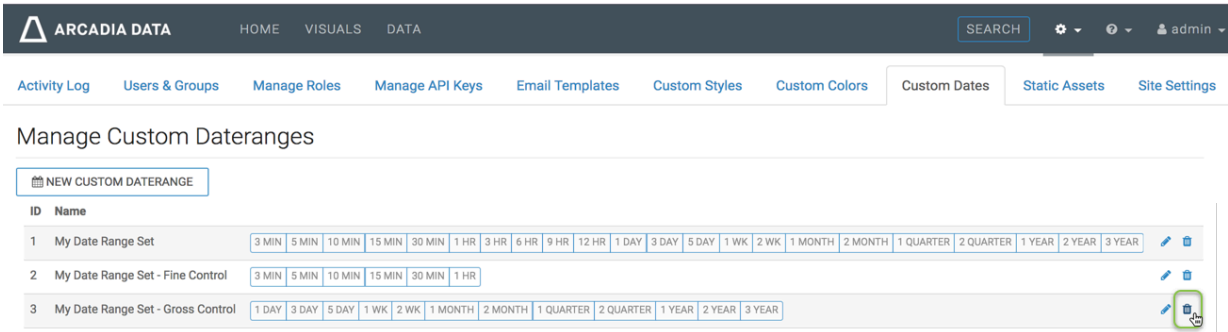 ARCADIA DATA HOME VISUALS DATA SEARCH admin
Activity Log Users & Groups Manage Roles Manage API Keys Email Templates Custom Styles Custom Colors Custom Dates Static Assets Site Settings
Manage Custom Dateranges
NEW CUSTOM DATERANGE
ID Name
1 My Date Range Set 3 MIN 5 MIN 10 MIN 15 MIN 30 MIN 1 HR 3 HR 6 HR 9 HR 12 HR 1 DAY 3 DAY 5 DAY 1 WK 2 WK 1 MONTH 2 MONTH 1 QUARTER 2 QUARTER 1 YEAR 2 YEAR 3 YEAR
2 My Date Range Set - Fine Control 3 MIN 5 MIN 10 MIN 15 MIN 30 MIN 1 HR
3 My Date Range Set - Gross Control 1 DAY 3 DAY 5 DAY 1 WK 2 WK 1 MONTH 2 MONTH 1 QUARTER 2 QUARTER 1 YEAR 2 YEAR 3 YEAR